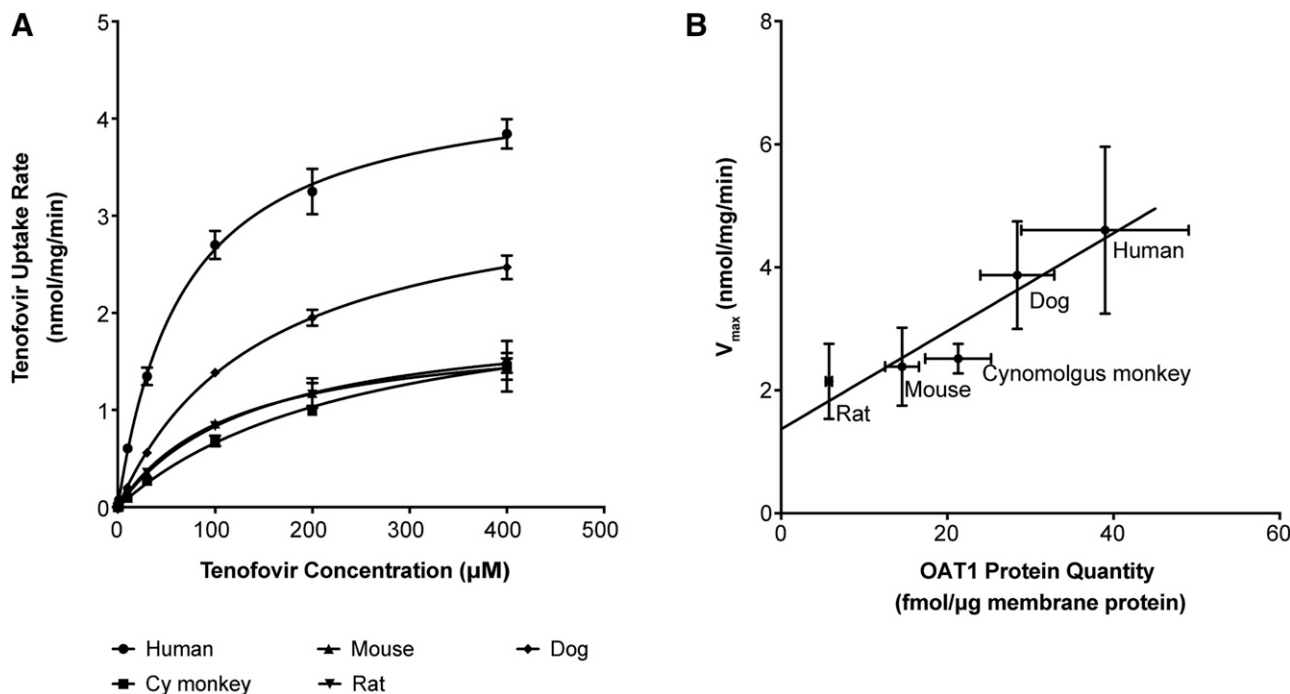 A
Tenofovir Uptake Rate
(nmol/mg/min)
5
4
3
2
1
0
0 100 200 300 400 500
Tenofovir Concentration (µM)
Human Mouse Dog
Cy monkey Rat
B
V_max (nmol/mg/min)
8
6
4
2
0
Human
Dog
Cynomolgus monkey
Mouse
Rat
0 20 40 60
OAT1 Protein Quantity
(fmol/µg membrane protein)